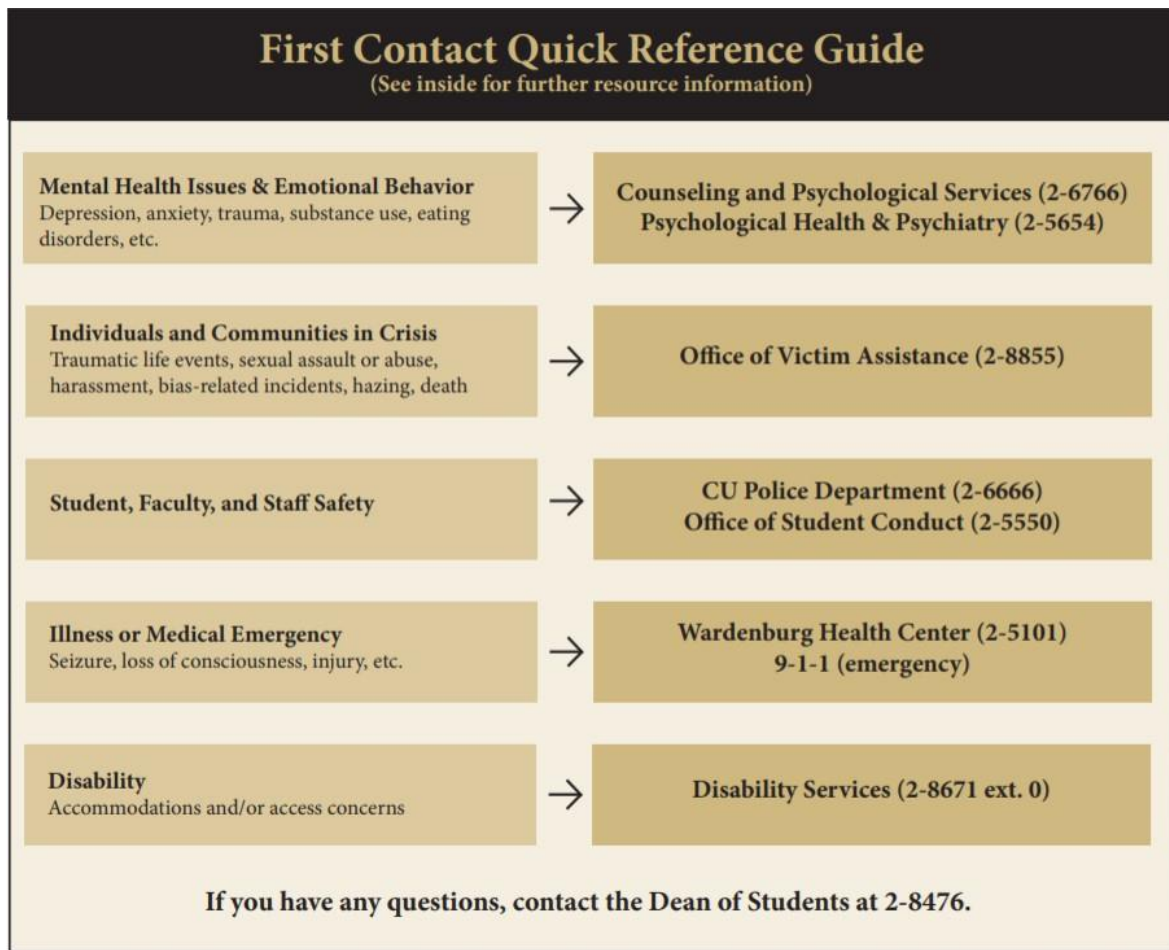 First Contact Quick Reference Guide
(See inside for further resource information)
Mental Health Issues & Emotional Behavior
Depression, anxiety, trauma, substance use, eating
disorders, etc.
→
Counseling and Psychological Services (2-6766)
Psychological Health & Psychiatry (2-5654)
Individuals and Communities in Crisis
Traumatic life events, sexual assault or abuse,
harassment, bias-related incidents, hazing, death
→
Office of Victim Assistance (2-8855)
Student, Faculty, and Staff Safety
→
CU Police Department (2-6666)
Office of Student Conduct (2-5550)
Illness or Medical Emergency
Seizure, loss of consciousness, injury, etc.
→
Wardenburg Health Center (2-5101)
9-1-1 (emergency)
Disability
Accommodations and/or access concerns
→
Disability Services (2-8671 ext. 0)
If you have any questions, contact the Dean of Students at 2-8476.